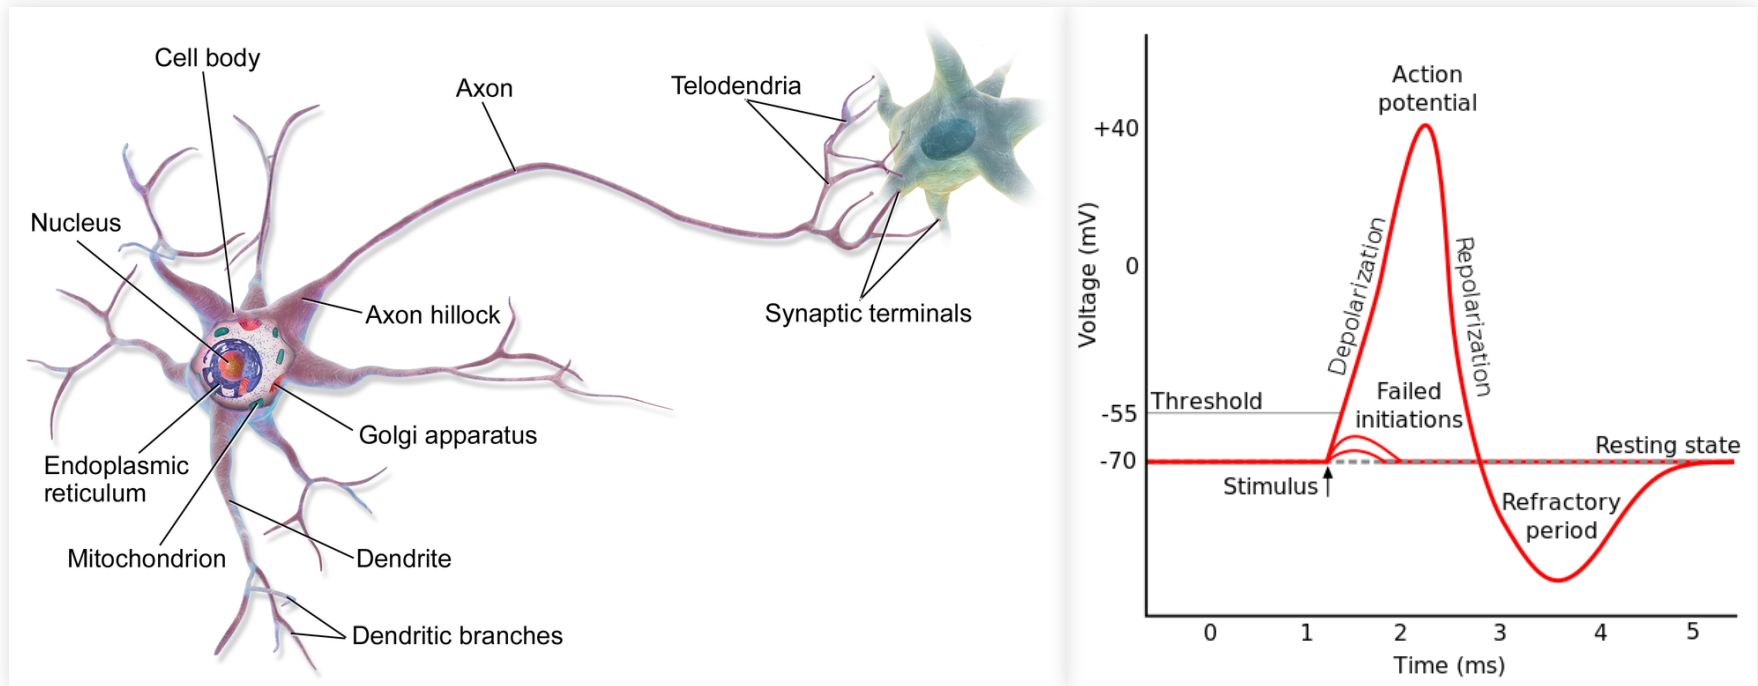 Cell body
Axon
Telodendria
Nucleus
Axon hillock
Synaptic terminals
Golgi apparatus
Endoplasmic
reticulum
Mitochondrion
Dendrite
Dendritic branches
Action
potential
+40
0
-55
-70
Voltage (mV)
Depolarization
Repolarization
Threshold
Failed
initiations
Resting state
Stimulus
Refractory
period
0 1 2 3 4 5
Time (ms)